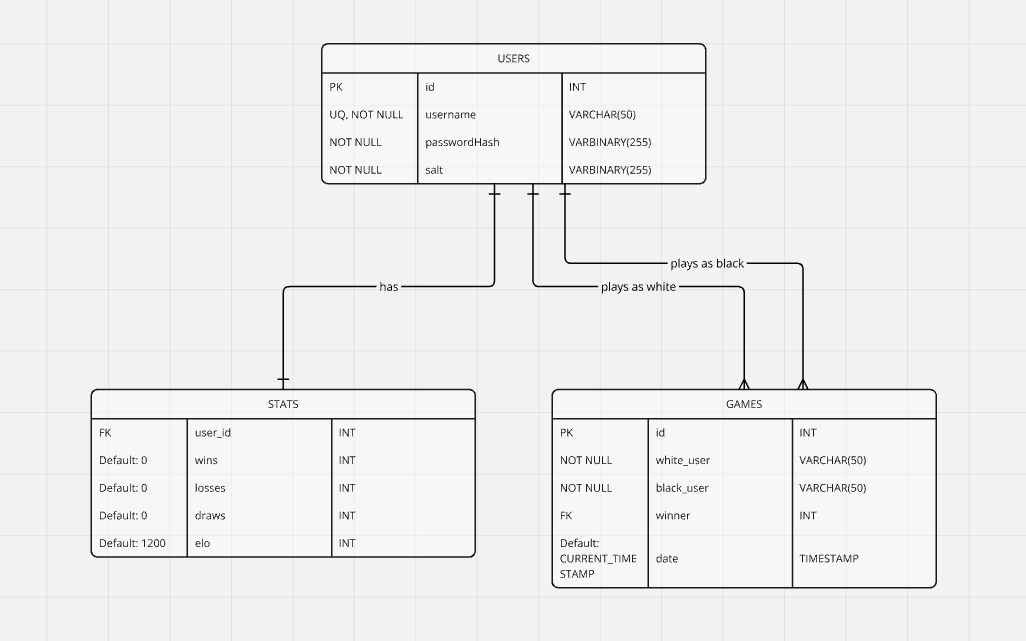 USERS
PK id INT
UQ, NOT NULL username VARCHAR(50)
NOT NULL passwordHash VARBINARY(255)
NOT NULL salt VARBINARY(255)
plays as black
has
plays as white
STATS
FK user_id INT
Default: 0 wins INT
Default: 0 losses INT
Default: 0 draws INT
Default: 1200 elo INT
GAMES
PK id INT
NOT NULL white_user VARCHAR(50)
NOT NULL black_user VARCHAR(50)
FK winner INT
Default:
CURRENT_TIME date TIMESTAMP
STAMP